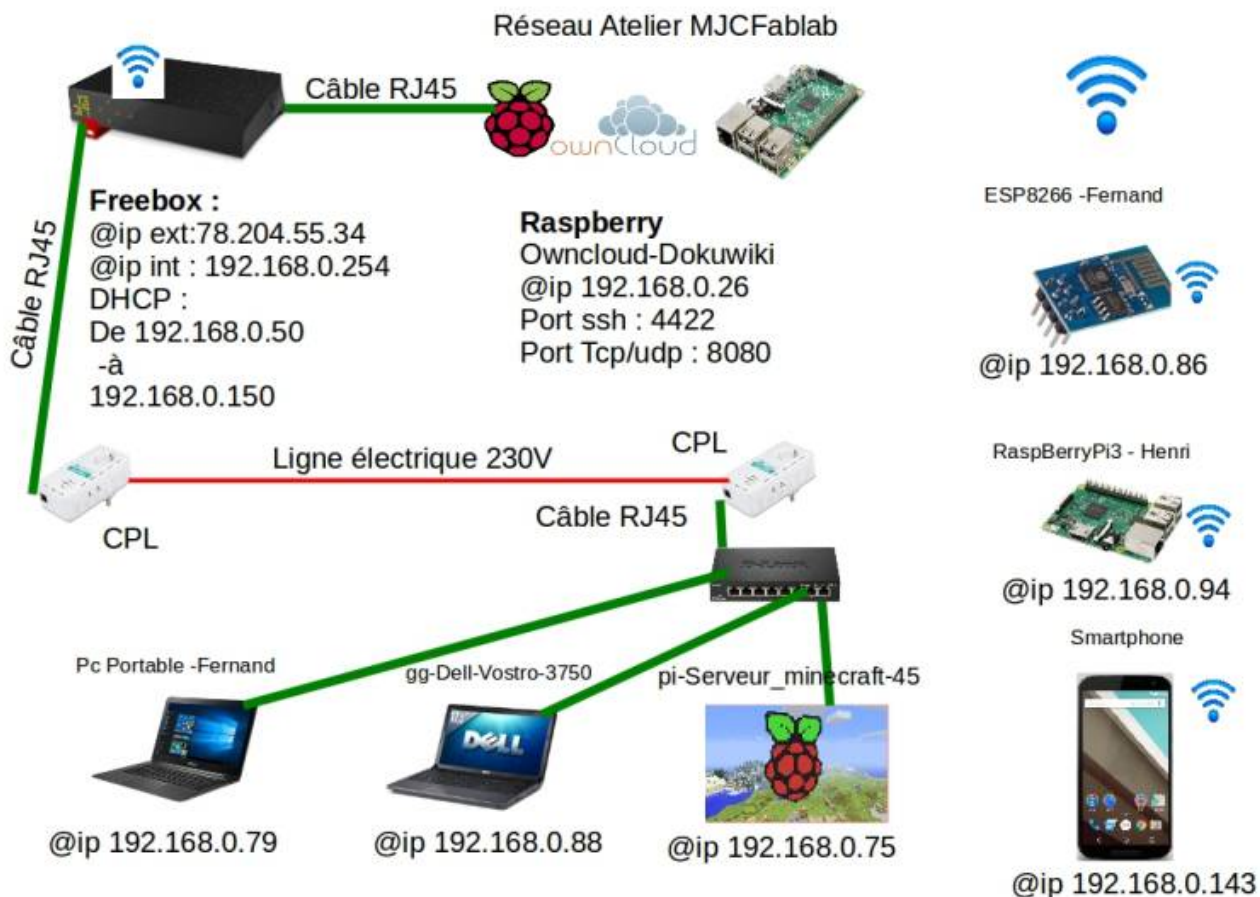 Réseau Atelier MJCFablab
Câble RJ45
ownCloud
Câble RJ45
Freebox :
@ip ext:78.204.55.34
@ip int : 192.168.0.254
DHCP :
De 192.168.0.50
-à
192.168.0.150
Raspberry
Owncloud-Dokuwiki
@ip 192.168.0.26
Port ssh : 4422
Port Tcp/udp : 8080
ESP8266 -Fernand
@ip 192.168.0.86
CPL
Ligne électrique 230V
CPL
Câble RJ45
RaspBerryPi3 - Henri
@ip 192.168.0.94
Pc Portable -Fernand
@ip 192.168.0.79
gg-Dell-Vostro-3750
DELL
@ip 192.168.0.88
pi-Serveur_minecraft-45
@ip 192.168.0.75
Smartphone
@ip 192.168.0.143